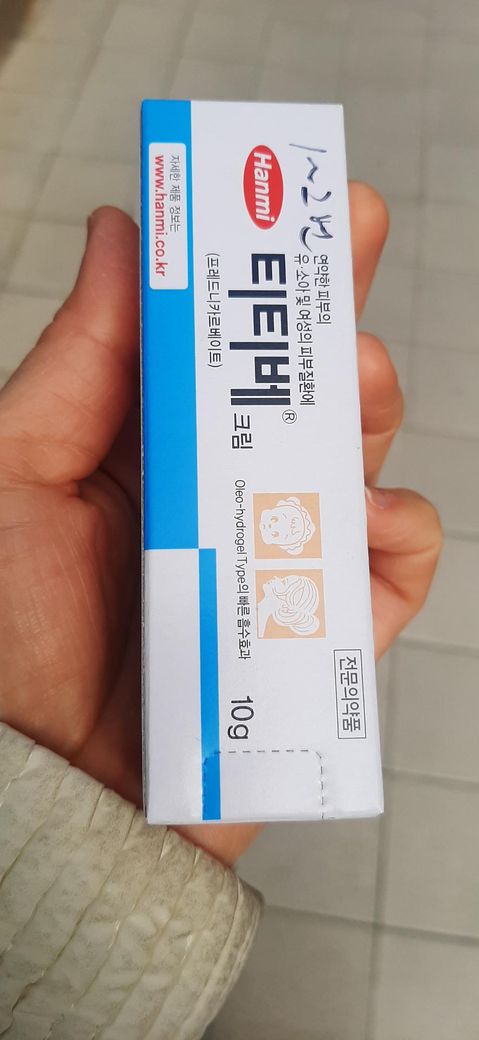 1~2번
Hanmi
연약한 피부의
유·소아 및 여성의 피부질환에
티티베® 크림
(프레드니카르베이트)
Oleo-hydrogel Type의 빠른 흡수효과
10g
전문의약품
자세한 제품 정보는
www.hanmi.co.kr